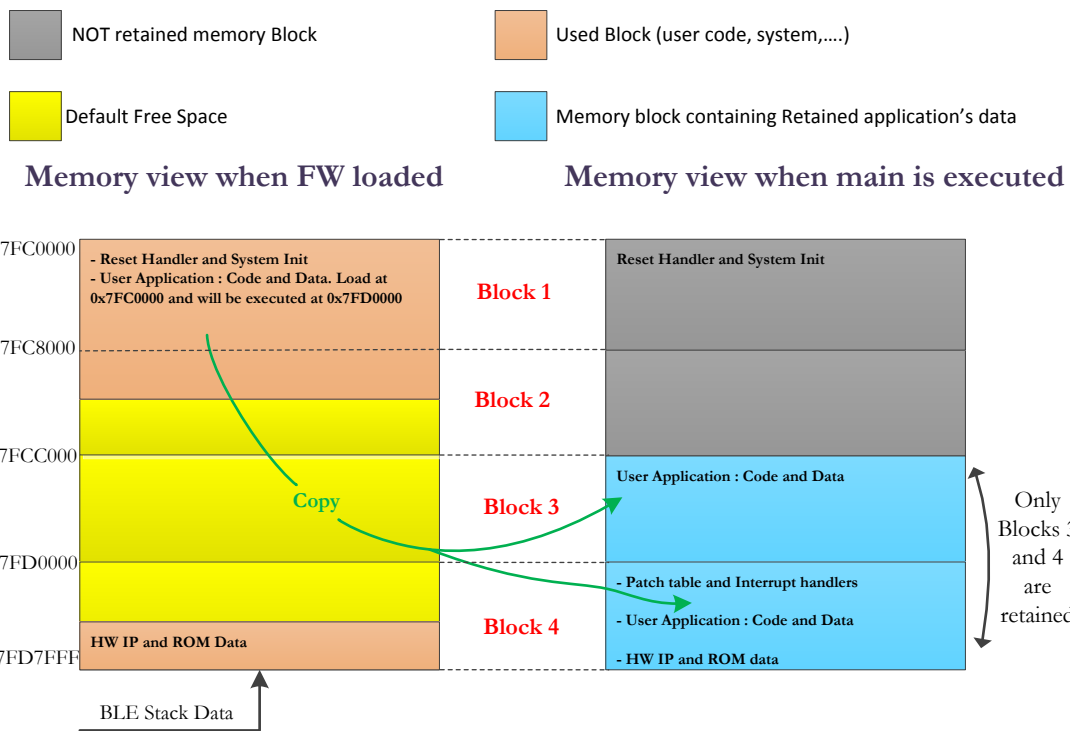 NOT retained memory Block
Used Block (user code, system,....)
Default Free Space
Memory block containing Retained application's data
Memory view when FW loaded
Memory view when main is executed
7FC0000
- Reset Handler and System Init
- User Application : Code and Data. Load at
0x7FC0000 and will be executed at 0x7FD0000
Block 1
Reset Handler and System Init
7FC8000
Block 2
7FCC000
User Application : Code and Data
Copy
Block 3
Only
Blocks 3
and 4
are
retained
7FD0000
- Patch table and Interrupt handlers
- User Application : Code and Data
Block 4
HW IP and ROM Data
- HW IP and ROM data
7FD7FFF
BLE Stack Data